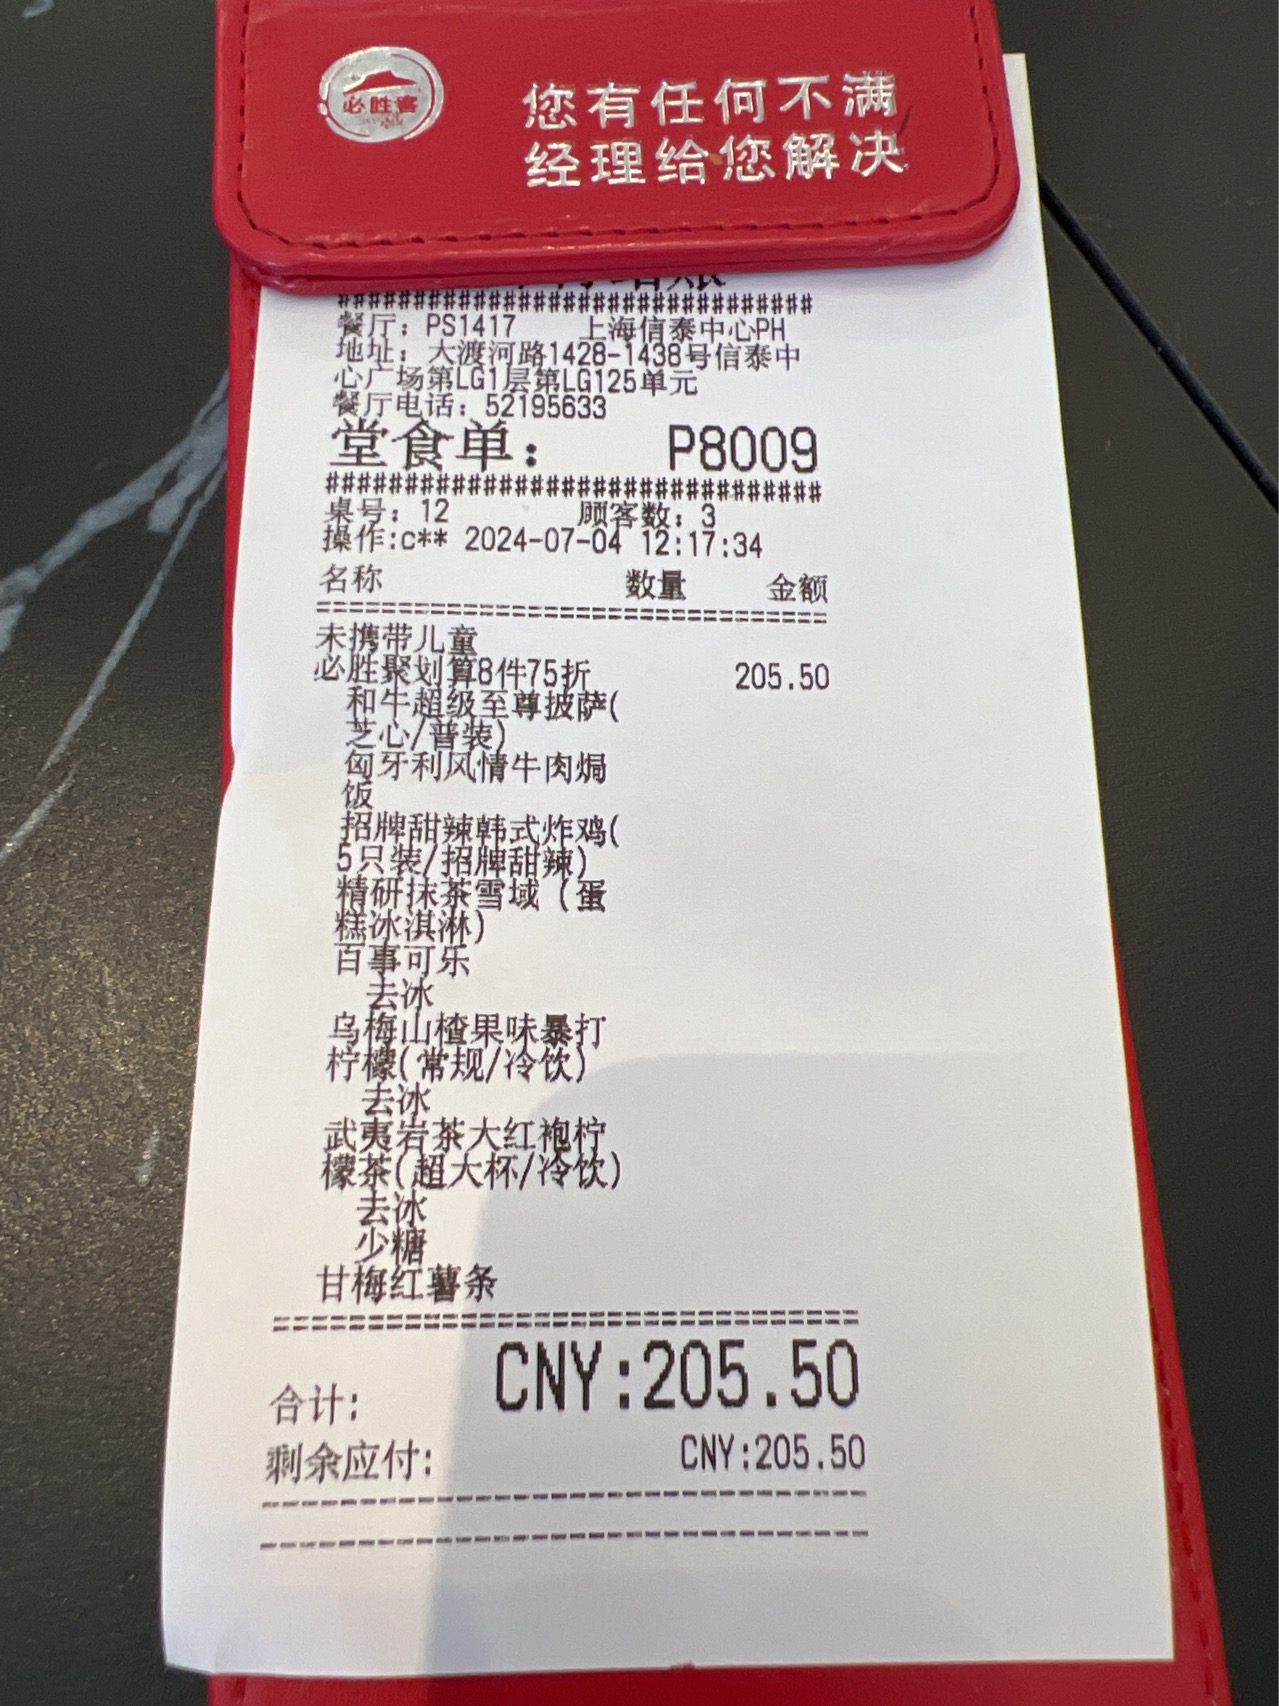 必胜客
您有任何不满
经理给您解决
################################
餐厅：PS1417 上海信泰中心PH
地址：大渡河路1428-1438号信泰中
心广场第LG1层第LG125单元
餐厅电话：52195633
堂食单： P8009
################################
桌号：12 顾客数：3
操作:c** 2024-07-04 12:17:34
名称 数量 金额
================================
未携带儿童
必胜聚划算8件75折 205.50
和牛超级至尊披萨(
芝心/普装)
匈牙利风情牛肉焗
饭
招牌甜辣韩式炸鸡(
5只装/招牌甜辣)
精研抹茶雪域（蛋
糕冰淇淋）
百事可乐
去冰
乌梅山楂果味暴打
柠檬(常规/冷饮)
去冰
武夷岩茶大红袍柠
檬茶(超大杯/冷饮)
去冰
少糖
甘梅红薯条
================================
合计： CNY:205.50
剩余应付： CNY:205.50
--------------------------------
--------------------------------